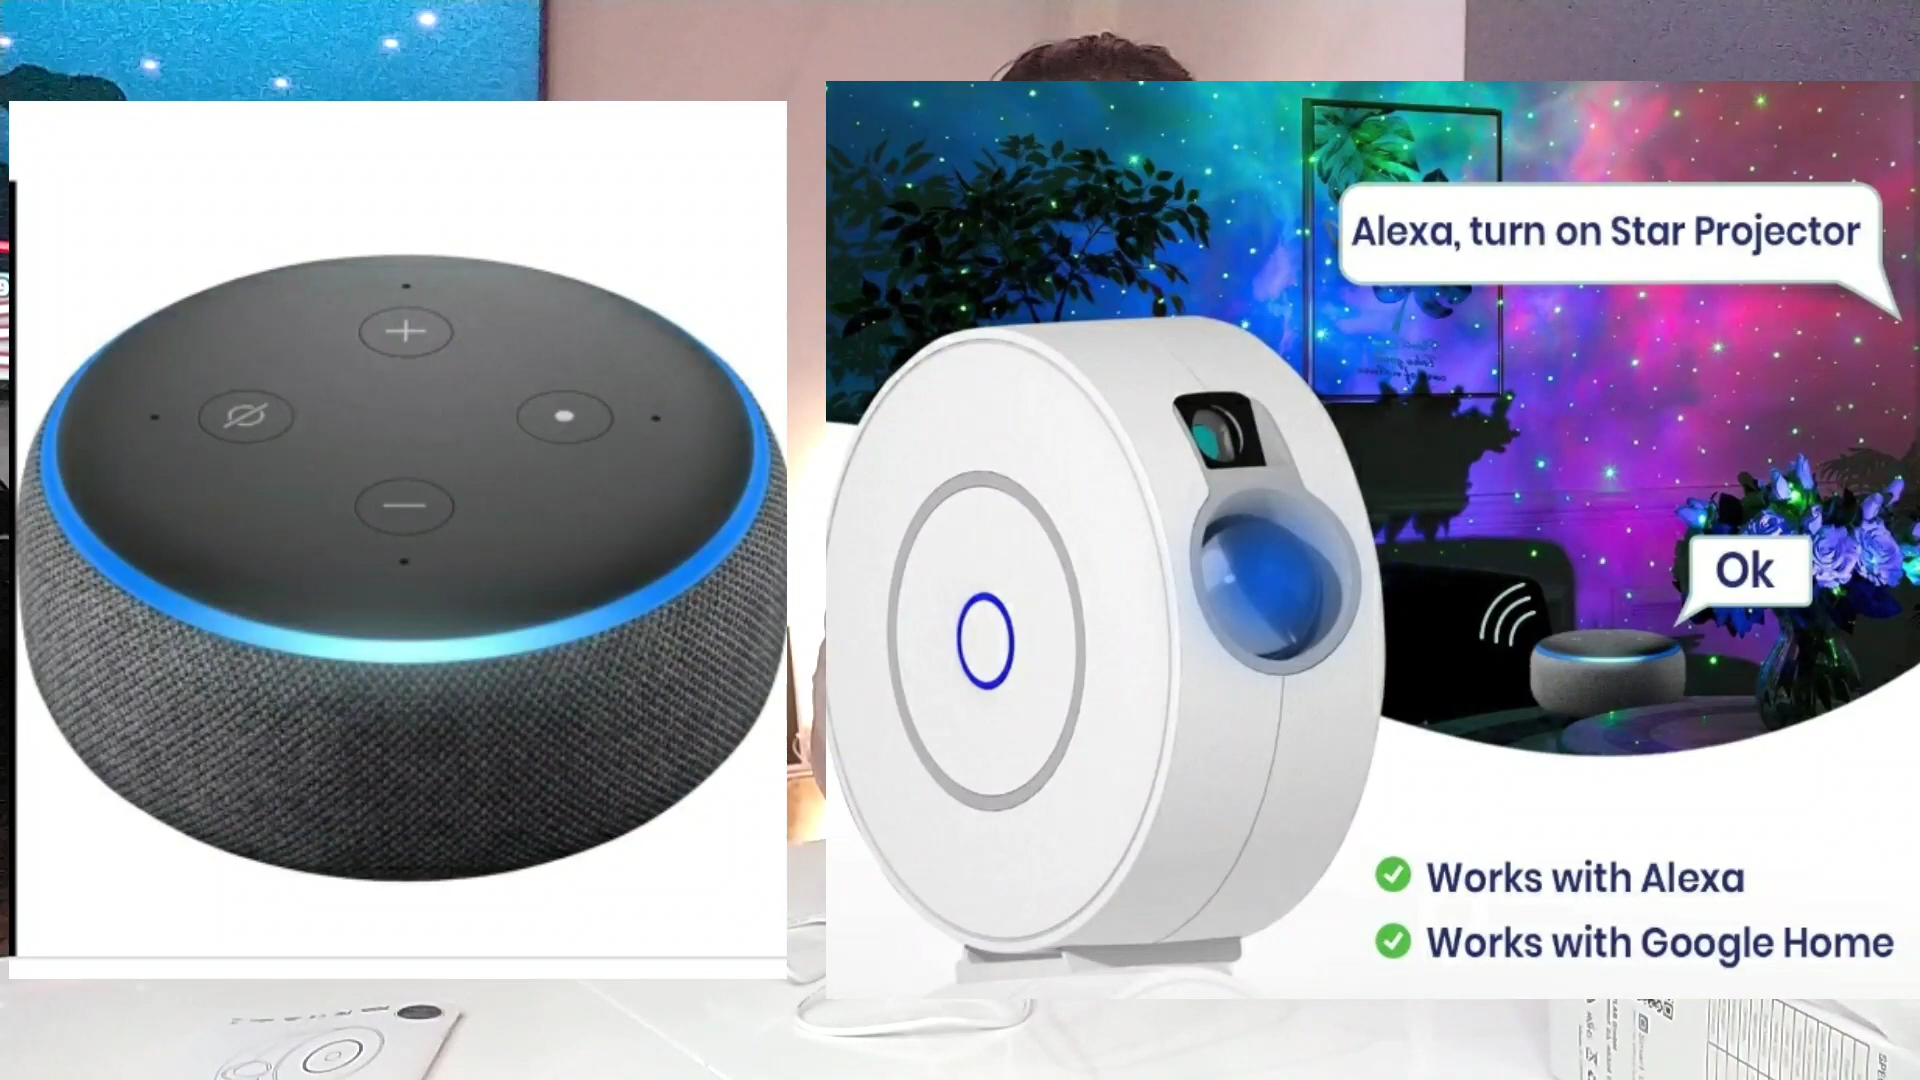 Alexa, turn on Star Projector
Ok
Works with Alexa
Works with Google Home